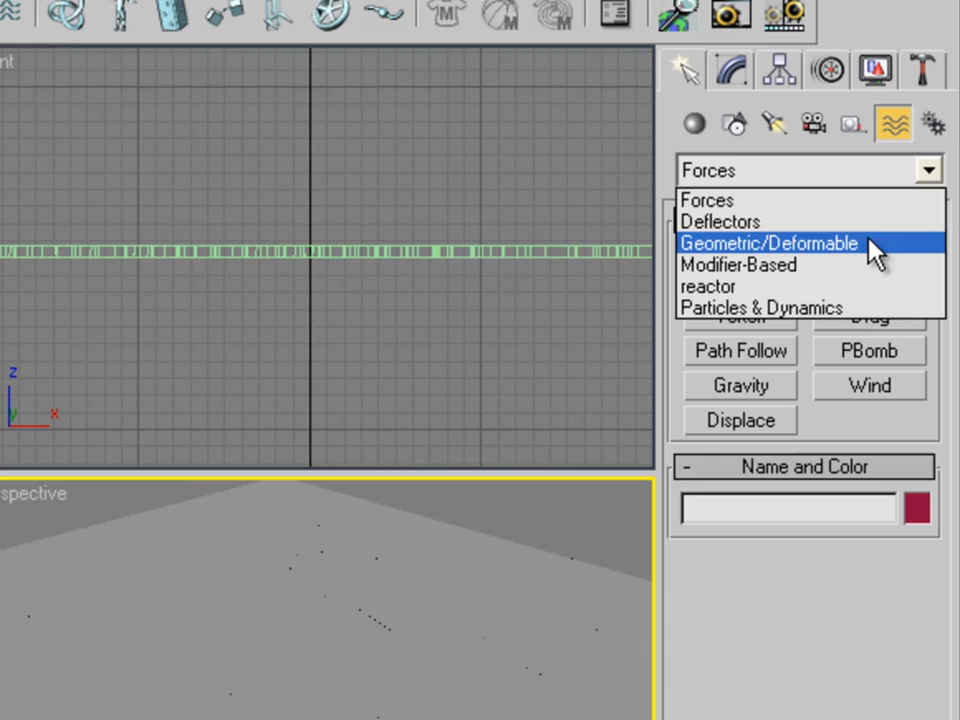 nt
Forces
Forces
Deflectors
Geometric/Deformable
Modifier-Based
reactor
Particles & Dynamics
Path Follow
PBomb
Gravity
Wind
Displace
z
y
x
- Name and Color
spective
M
M
M